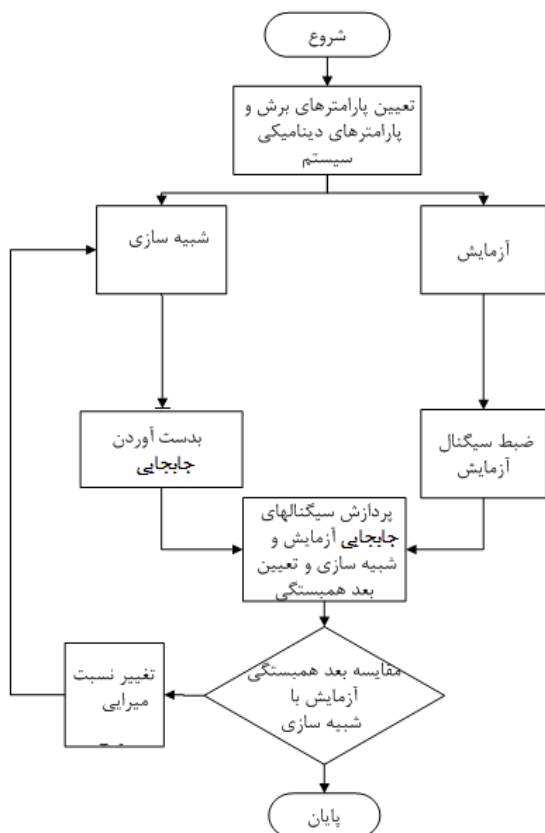 شروع
تعیین پارامترهای برش و
پارامترهای دینامیکی
سیستم
شبیه سازی
آزمایش
بدست آوردن
جابجایی
ضبط سیگنال
آزمایش
پردازش سیگنالهای
جابجایی آزمایش و
شبیه سازی و تعیین
بعد همبستگی
مقایسه بعد همبستگی
آزمایش با
شبیه سازی
تغییر نسبت
میرایی
پایان